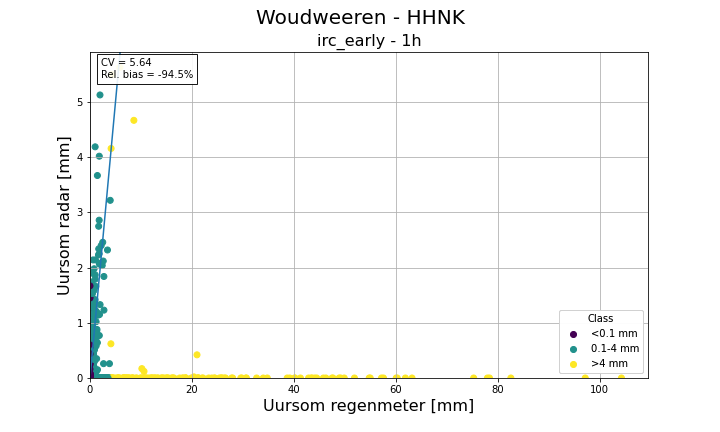 Woudweeren - HHNK
irc_early - 1h
CV = 5.64
Rel. bias = -94.5%
Uursom radar [mm]
5
4
3
2
1
0
0
20
40
60
80
100
Uursom regenmeter [mm]
Class
<0.1 mm
0.1-4 mm
>4 mm